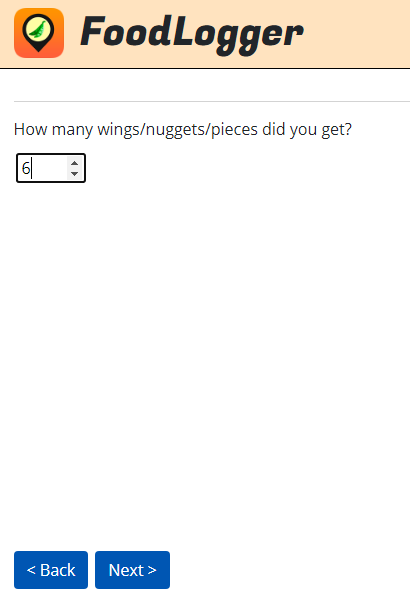 FoodLogger
How many wings/nuggets/pieces did you get?
6
< Back Next >